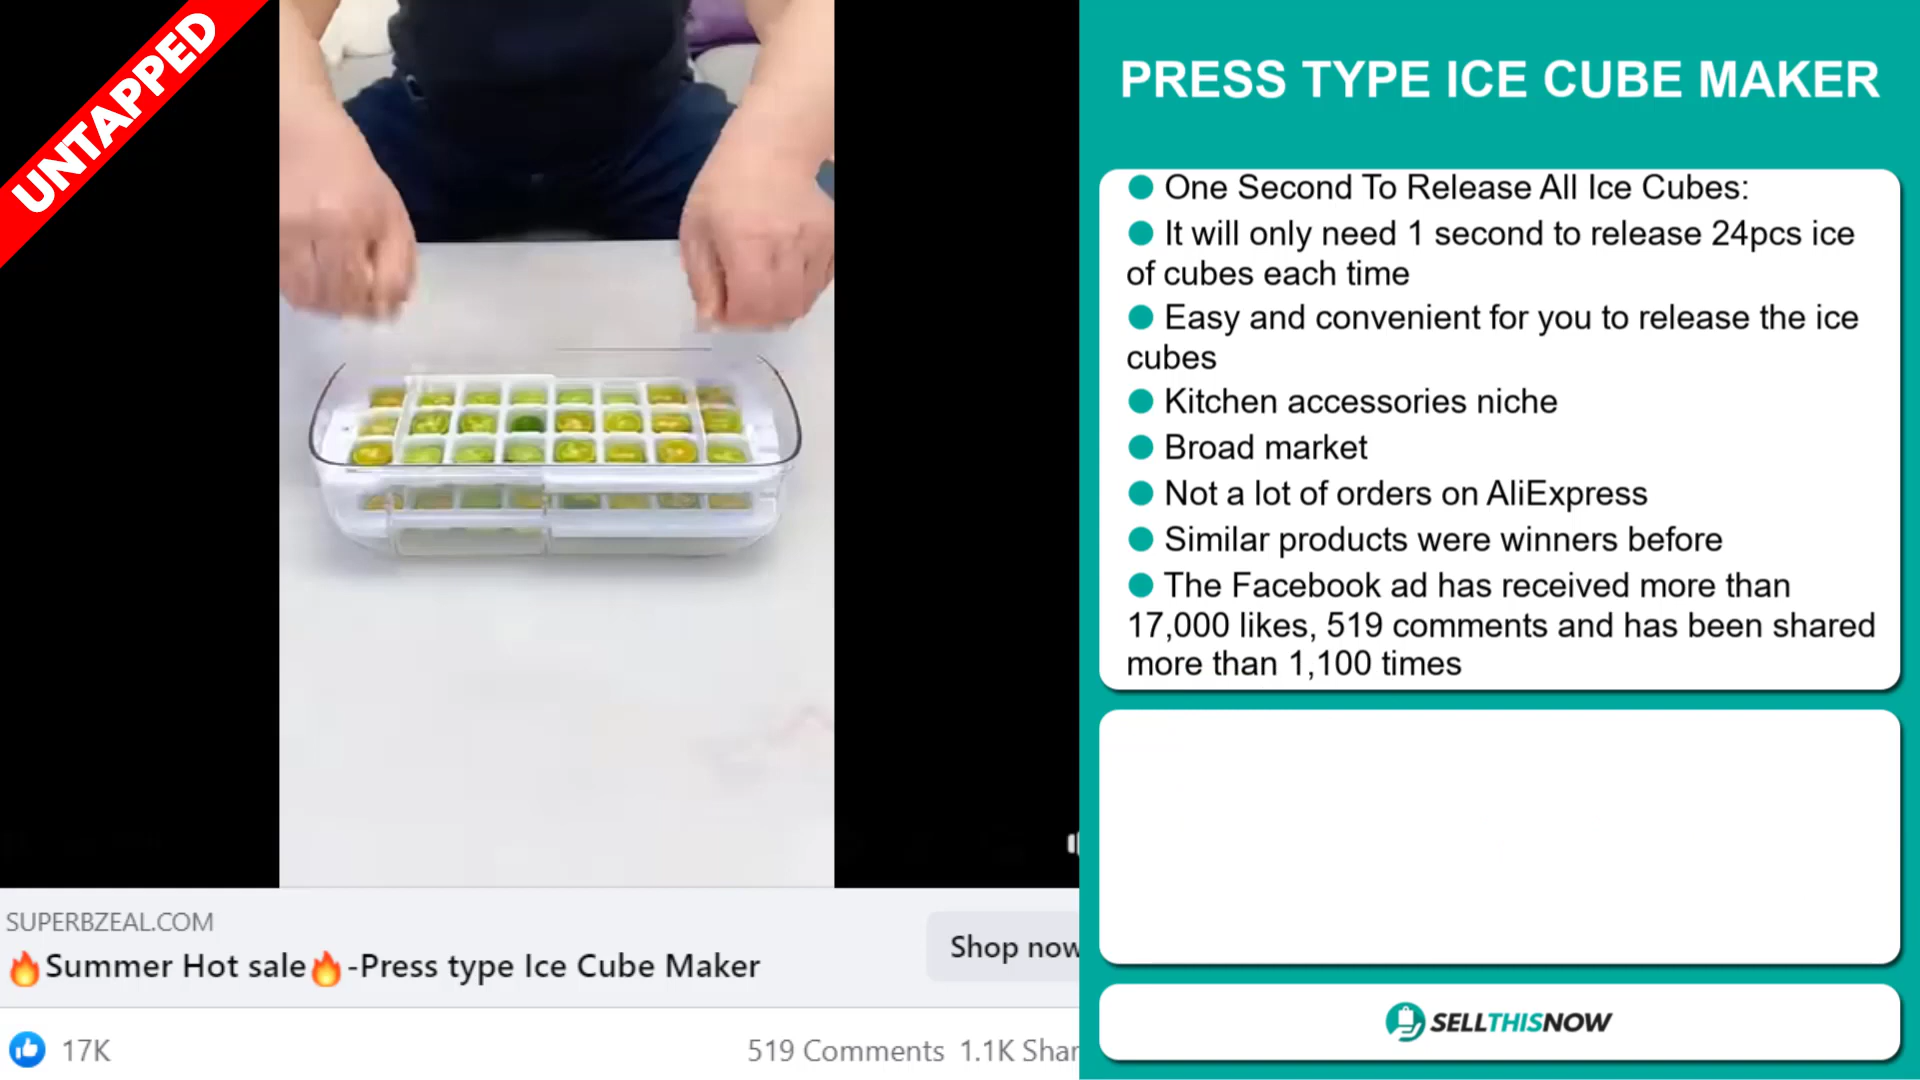 UNTAPPED
PRESS TYPE ICE CUBE MAKER
One Second To Release All Ice Cubes:
It will only need 1 second to release 24pcs ice
of cubes each time
Easy and convenient for you to release the ice
cubes
Kitchen accessories niche
Broad market
Not a lot of orders on AliExpress
Similar products were winners before
The Facebook ad has received more than
17,000 likes, 519 comments and has been shared
more than 1,100 times
SUPERBZEAL.COM
🔥Summer Hot sale🔥-Press type Ice Cube Maker
Shop now
17K
519 Comments 1.1K Shar
SELLTHISNOW